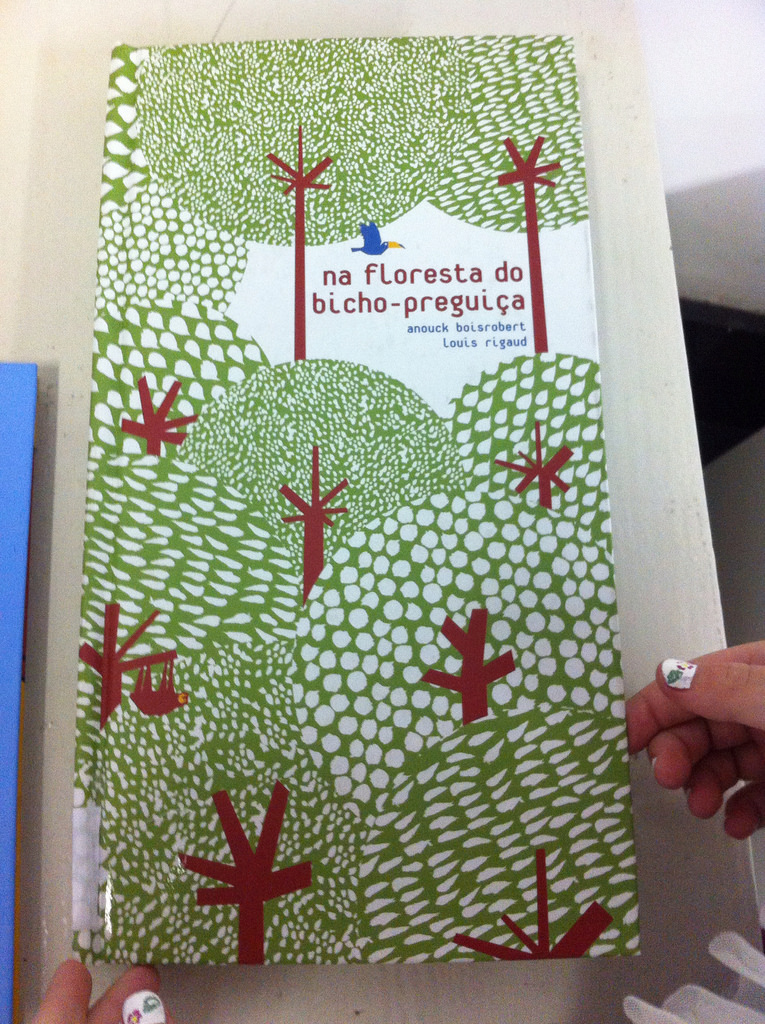 na floresta do
bicho-preguiça
anouck boisrobert
louis rigaud